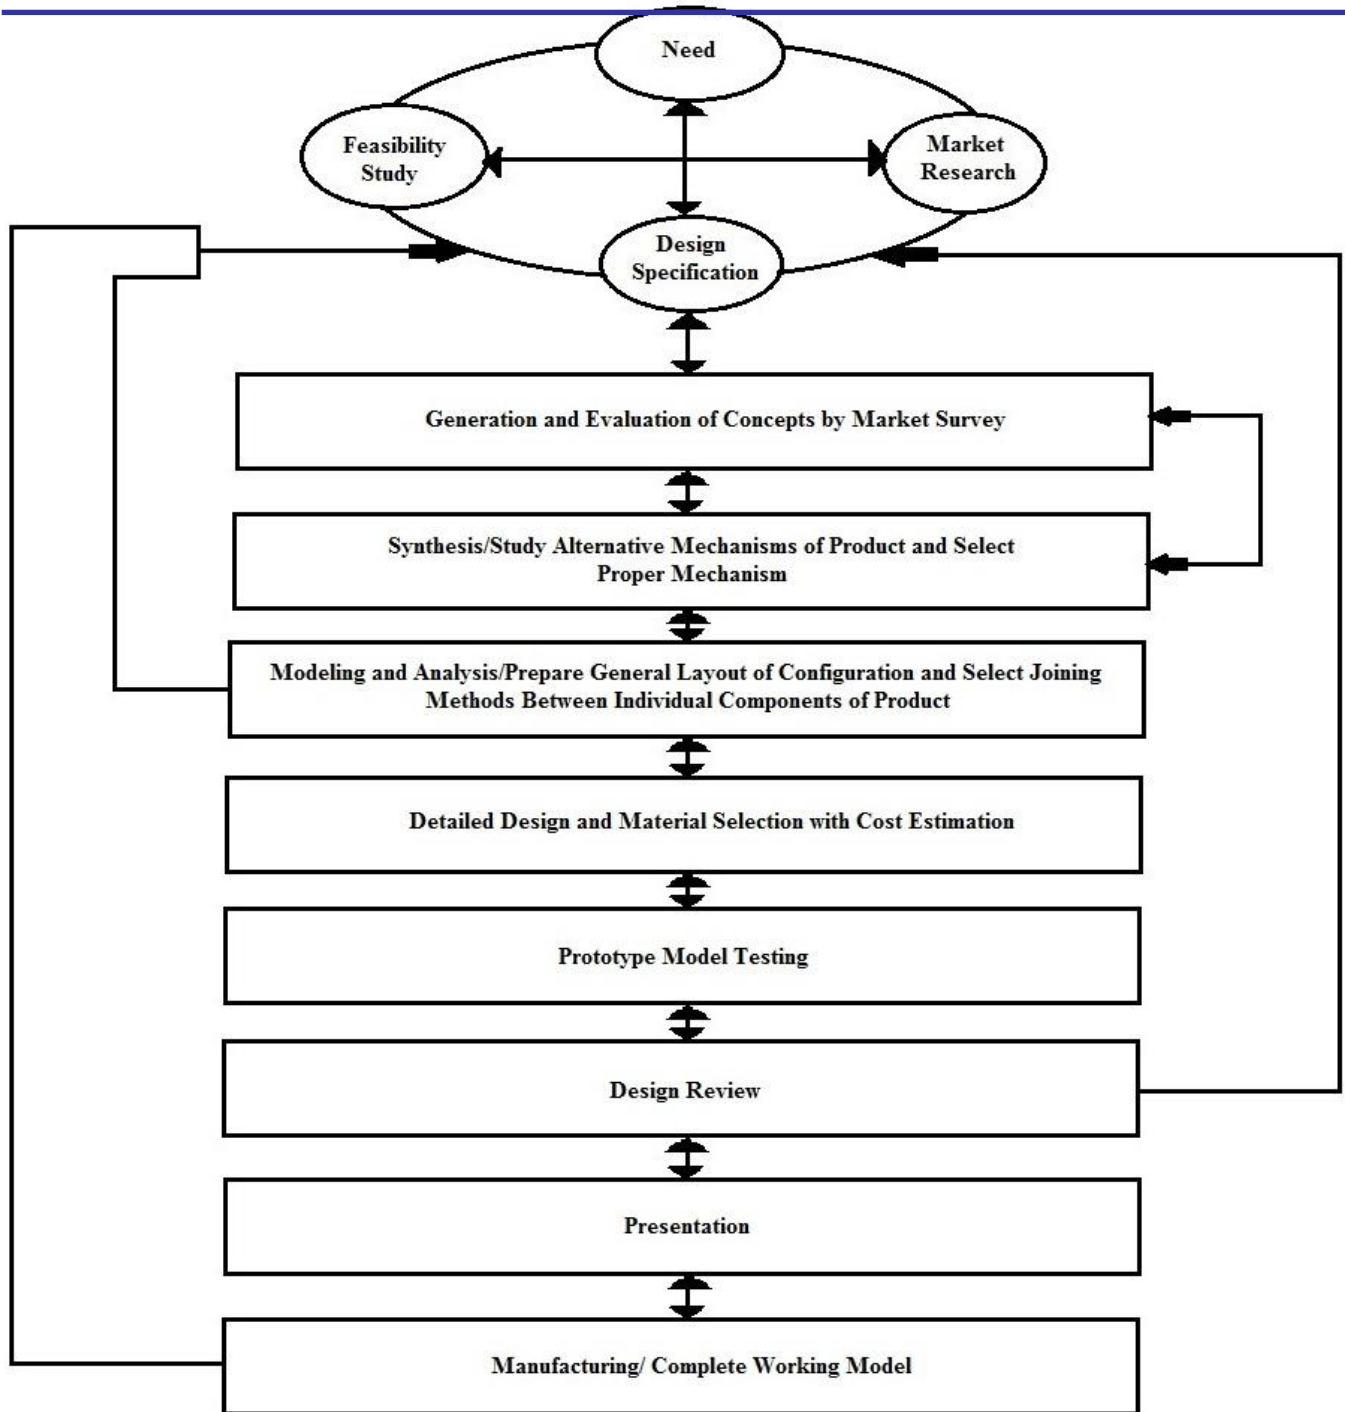 Need
Feasibility
Study
Market
Research
Design
Specification
Generation and Evaluation of Concepts by Market Survey
Synthesis/Study Alternative Mechanisms of Product and Select
Proper Mechanism
Modeling and Analysis/Prepare General Layout of Configuration and Select Joining
Methods Between Individual Components of Product
Detailed Design and Material Selection with Cost Estimation
Prototype Model Testing
Design Review
Presentation
Manufacturing/ Complete Working Model